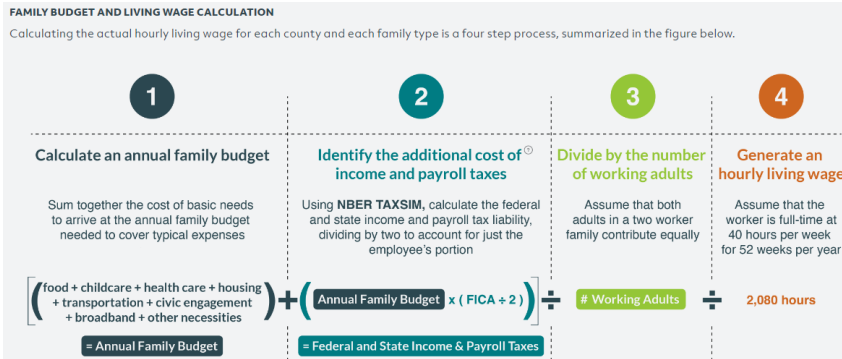 FAMILY BUDGET AND LIVING WAGE CALCULATION
Calculating the actual hourly living wage for each county and each family type is a four step process, summarized in the figure below.
1
Calculate an annual family budget
Sum together the cost of basic needs
to arrive at the annual family budget
needed to cover typical expenses
[(food + childcare + health care + housing
+ transportation + civic engagement
+ broadband + other necessities)
= Annual Family Budget
+
2
Identify the additional cost of
income and payroll taxes
Using NBER TAXSIM, calculate the federal
and state income and payroll tax liability,
dividing by two to account for just the
employee's portion
(Annual Family Budget x ( FICA ÷ 2 ))]
= Federal and State Income & Payroll Taxes
÷
3
Divide by the number
of working adults
Assume that both
adults in a two worker
family contribute equally
# Working Adults
÷
4
Generate an
hourly living wage
Assume that the
worker is full-time at
40 hours per week
for 52 weeks per year
2,080 hours